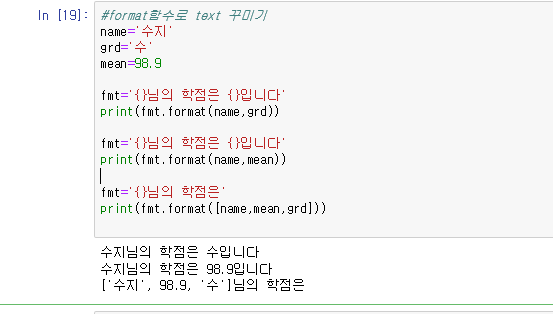 In [19]:
#format함수로 text 꾸미기
name='수지'
grd='수'
mean=98.9
fmt='{}님의 학점은 {}입니다'
print(fmt.format(name,grd))
fmt='{}님의 학점은 {}입니다'
print(fmt.format(name,mean))
fmt='{}님의 학점은'
print(fmt.format([name,mean,grd]))
수지님의 학점은 수입니다
수지님의 학점은 98.9입니다
['수지', 98.9, '수']님의 학점은